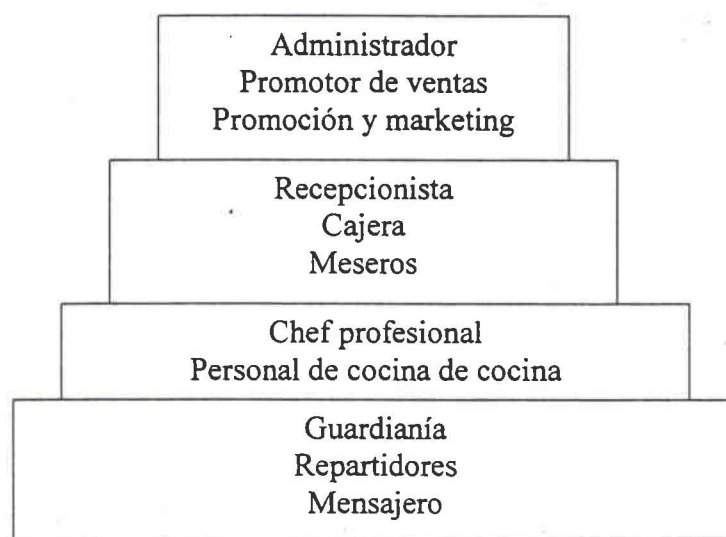 Administrador
Promotor de ventas
Promoción y marketing
Recepcionista
Cajera
Meseros
Chef profesional
Personal de cocina de cocina
Guardianía
Repartidores
Mensajero